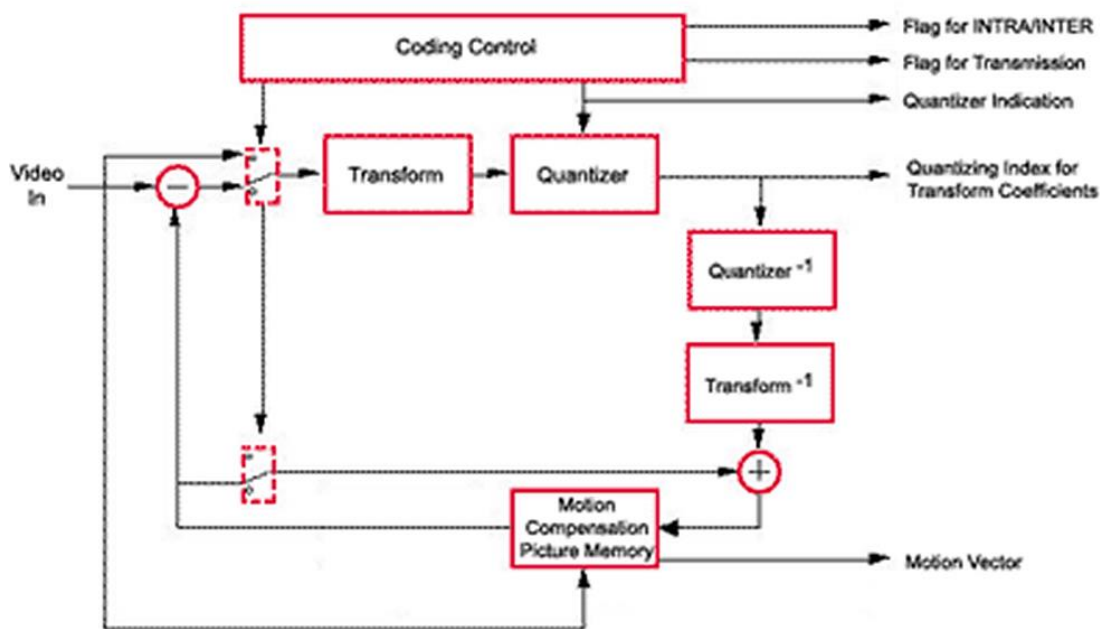 Coding Control
Flag for INTRA/INTER
Flag for Transmission
Quantizer Indication
Video
In
−
Transform
Quantizer
Quantizing Index for
Transform Coefficients
Quantizer -1
Transform -1
+
Motion
Compensation
Picture Memory
Motion Vector